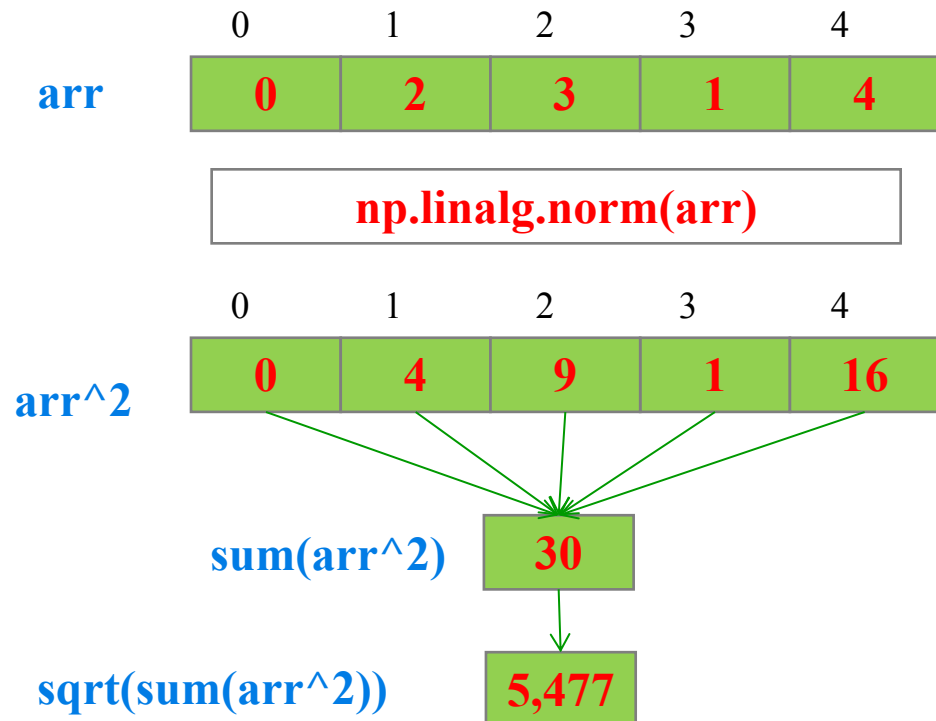 0 1 2 3 4
arr 0 2 3 1 4
np.linalg.norm(arr)
0 1 2 3 4
arr^2 0 4 9 1 16
sum(arr^2) 30
sqrt(sum(arr^2)) 5,477